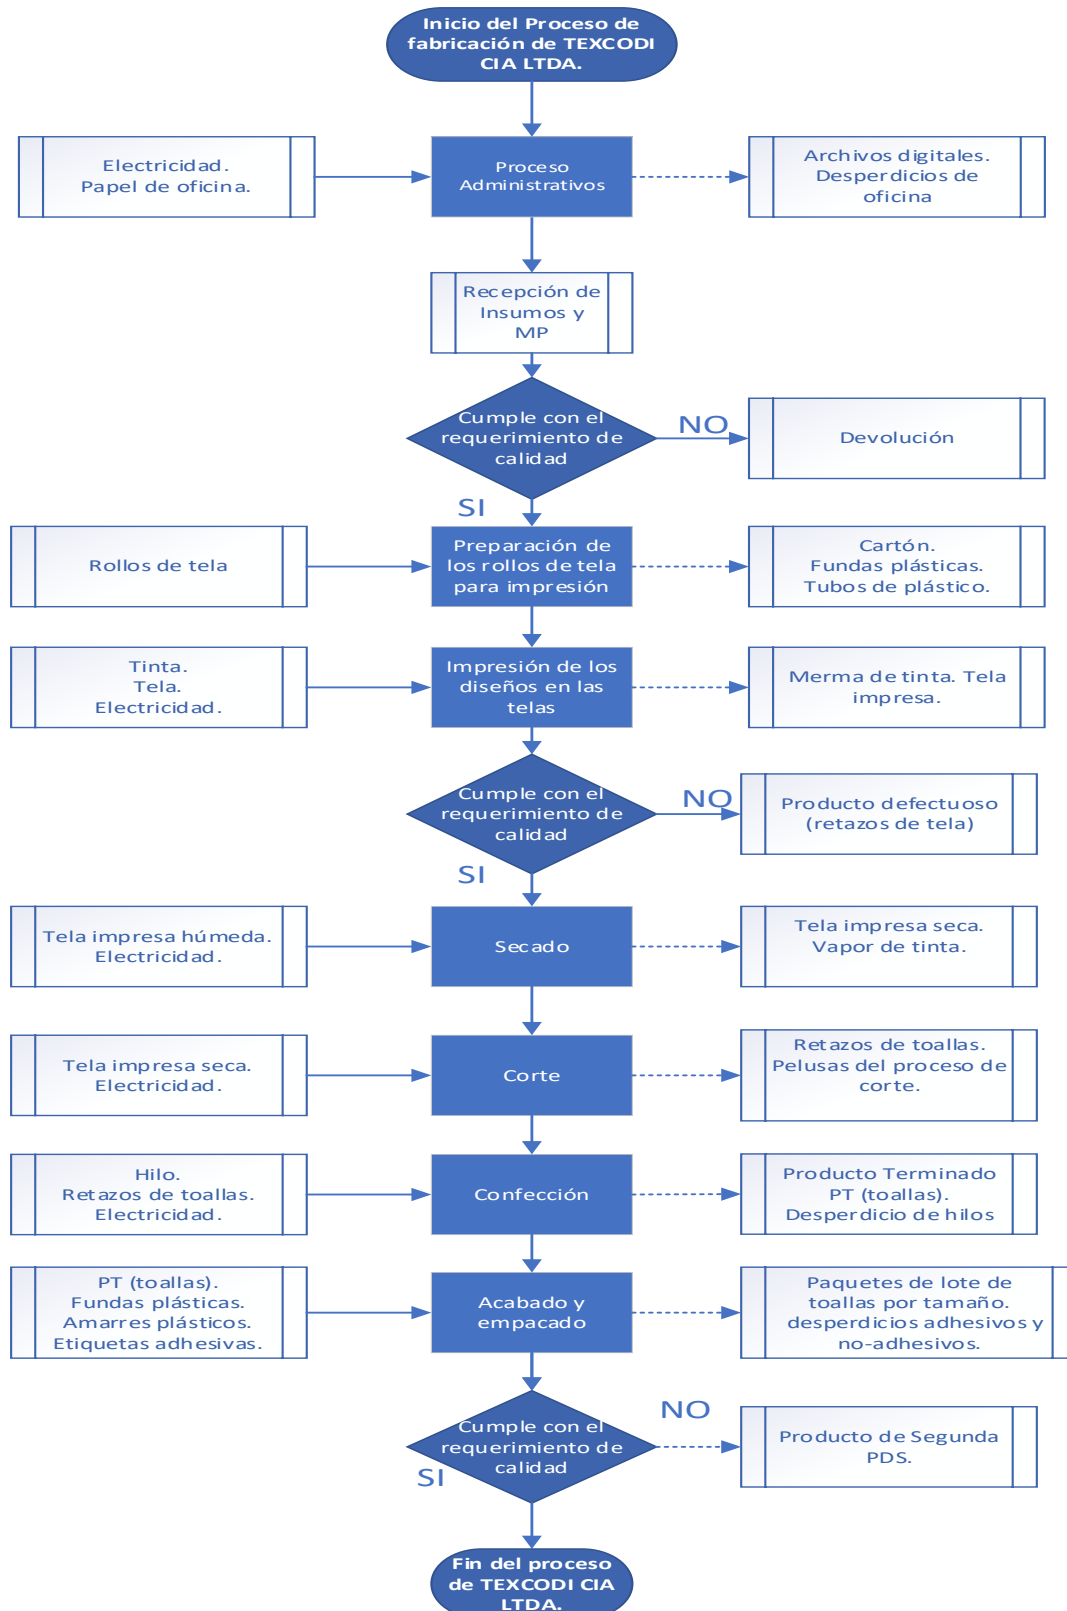 Inicio del Proceso de
fabricación de TEXCODI
CIA LTDA.
Electricidad.
Papel de oficina.
Proceso
Administrativos
Archivos digitales.
Desperdicios de
oficina
Recepción de
Insumos y
MP
Cumple con el
requerimiento de
calidad
NO
Devolución
SI
Rollos de tela
Preparación de
los rollos de tela
para impresión
Cartón.
Fundas plásticas.
Tubos de plástico.
Tinta.
Tela.
Electricidad.
Impresión de los
diseños en las
telas
Merma de tinta. Tela
impresa.
Cumple con el
requerimiento de
calidad
NO
Producto defectuoso
(retazos de tela)
SI
Tela impresa húmeda.
Electricidad.
Secado
Tela impresa seca.
Vapor de tinta.
Tela impresa seca.
Electricidad.
Corte
Retazos de toallas.
Pelusas del proceso de
corte.
Hilo.
Retazos de toallas.
Electricidad.
Confección
Producto Terminado
PT (toallas).
Desperdicio de hilos
PT (toallas).
Fundas plásticas.
Amarres plásticos.
Etiquetas adhesivas.
Acabado y
empacado
Paquetes de lote de
toallas por tamaño.
desperdicios adhesivos y
no-adhesivos.
Cumple con el
requerimiento de
calidad
NO
Producto de Segunda
PDS.
SI
Fin del proceso
de TEXCODI CIA
LTDA.